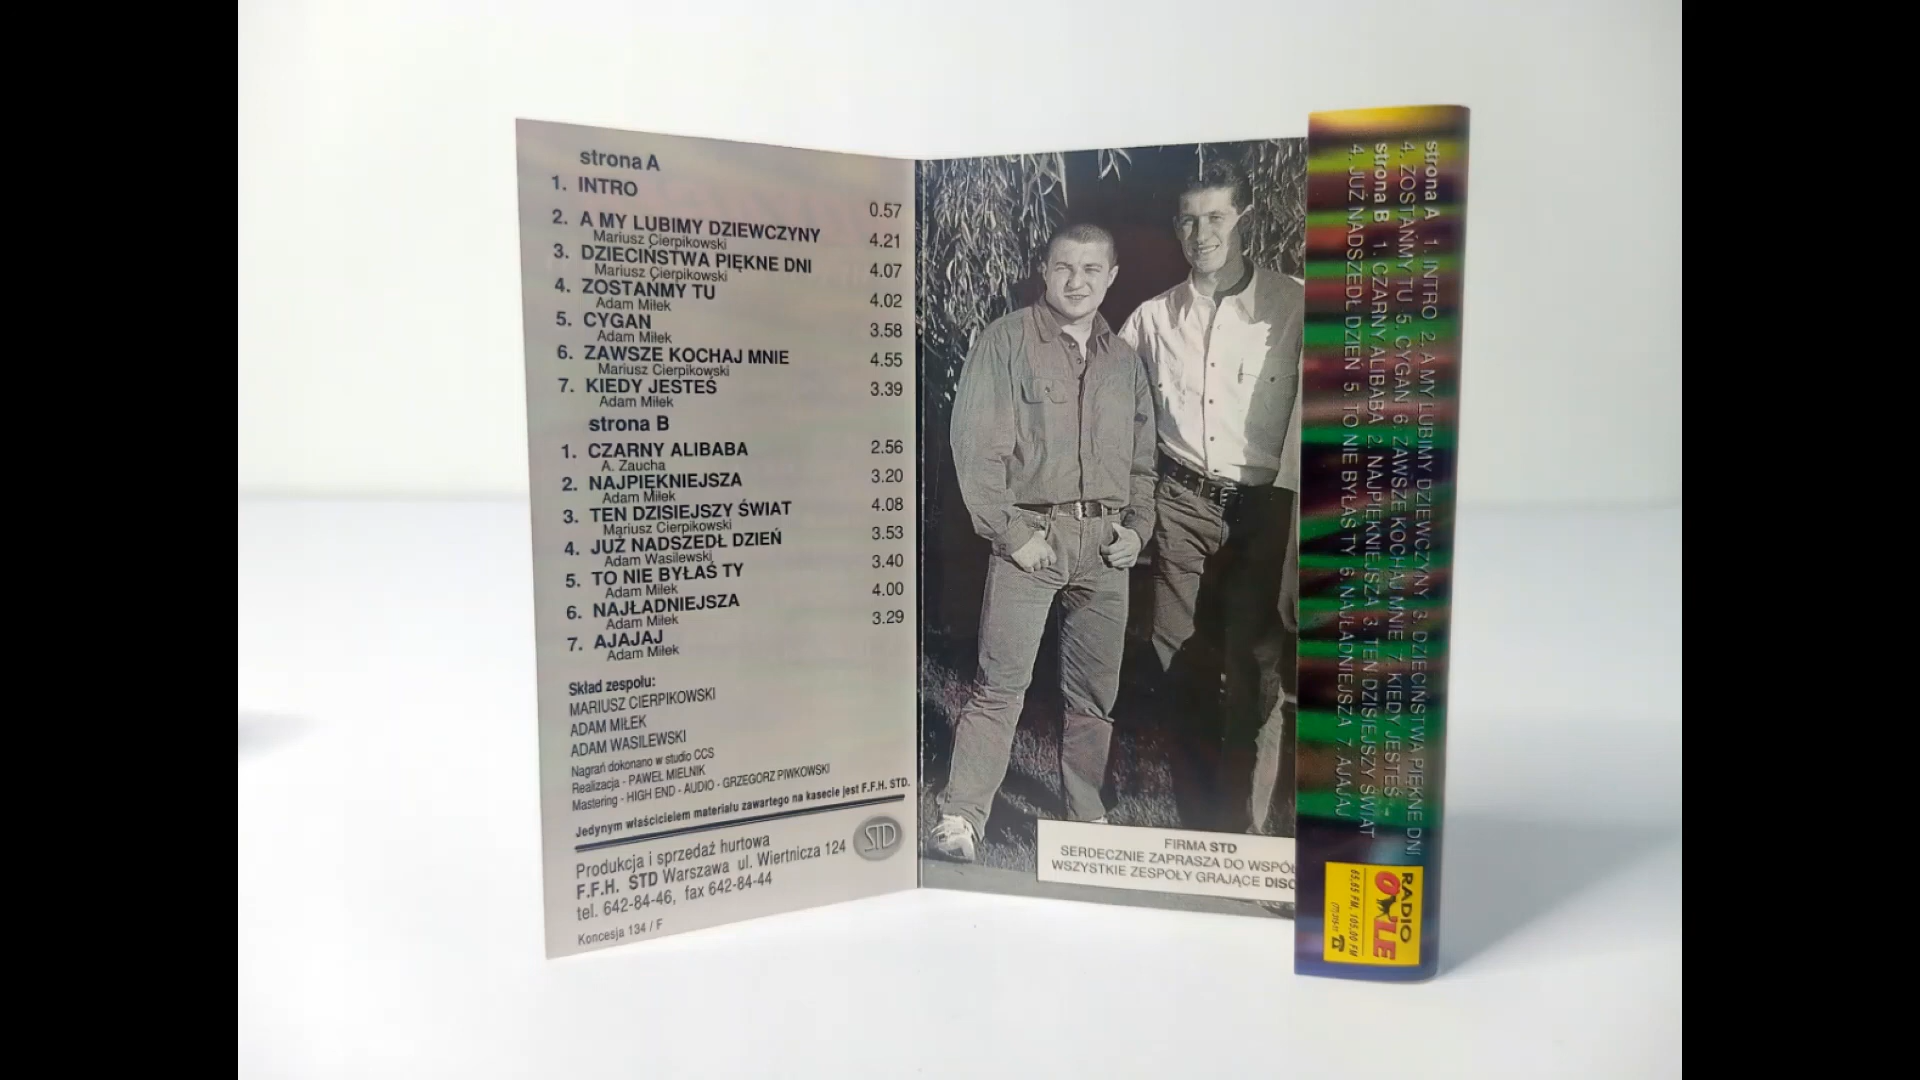 strona A
1. INTRO 0.57
2. A MY LUBIMY DZIEWCZYNY 4.21
Mariusz Cierpikowski
3. DZIECIŃSTWA PIĘKNE DNI 4.07
Mariusz Cierpikowski
4. ZOSTAŃMY TU 4.02
Adam Miłek
5. CYGAN 3.58
Adam Miłek
6. ZAWSZE KOCHAJ MNIE 4.55
Mariusz Cierpikowski
7. KIEDY JESTEŚ 3.39
Adam Miłek
strona B
1. CZARNY ALIBABA 2.56
A. Zaucha
2. NAJPIĘKNIEJSZA 3.20
Adam Miłek
3. TEN DZISIEJSZY ŚWIAT 4.08
Mariusz Cierpikowski
4. JUŻ NADSZEDŁ DZIEŃ 3.53
Adam Wasilewski
5. TO NIE BYŁAŚ TY 3.40
Adam Miłek
6. NAJŁADNIEJSZA 4.00
Adam Miłek
7. AJAJAJ 3.29
Adam Miłek
Skład zespołu:
MARIUSZ CIERPIKOWSKI
ADAM MIŁEK
ADAM WASILEWSKI
Nagrań dokonano w studio CCS
Realizacja - PAWEŁ MIELNIK
Mastering - HIGH END - AUDIO - GRZEGORZ PIWKOWSKI
Jedynym właścicielem materiału zawartego na kasecie jest F.F.H. STD.
STD
Produkcja i sprzedaż hurtowa
F.F.H. STD Warszawa ul. Wiertnicza 124
tel. 642-84-46, fax 642-84-44
Koncesja 134 / F
FIRMA STD
SERDECZNIE ZAPRASZA DO WSPÓŁ
WSZYSTKIE ZESPOŁY GRAJĄCE DISC
strona A 1. INTRO 2. A MY LUBIMY DZIEWCZYNY 3. DZIECIŃSTWA PIĘKNE DNI
4. ZOSTAŃMY TU 5. CYGAN 6. ZAWSZE KOCHAJ MNIE 7. KIEDY JESTEŚ
strona B 1. CZARNY ALIBABA 2. NAJPIĘKNIEJSZA 3. TEN DZISIEJSZY ŚWIAT
4. JUŻ NADSZEDŁ DZIEŃ 5. TO NIE BYŁAŚ TY 6. NAJŁADNIEJSZA 7. AJAJAJ
RADIO
65,85 FM, 105,00 FM